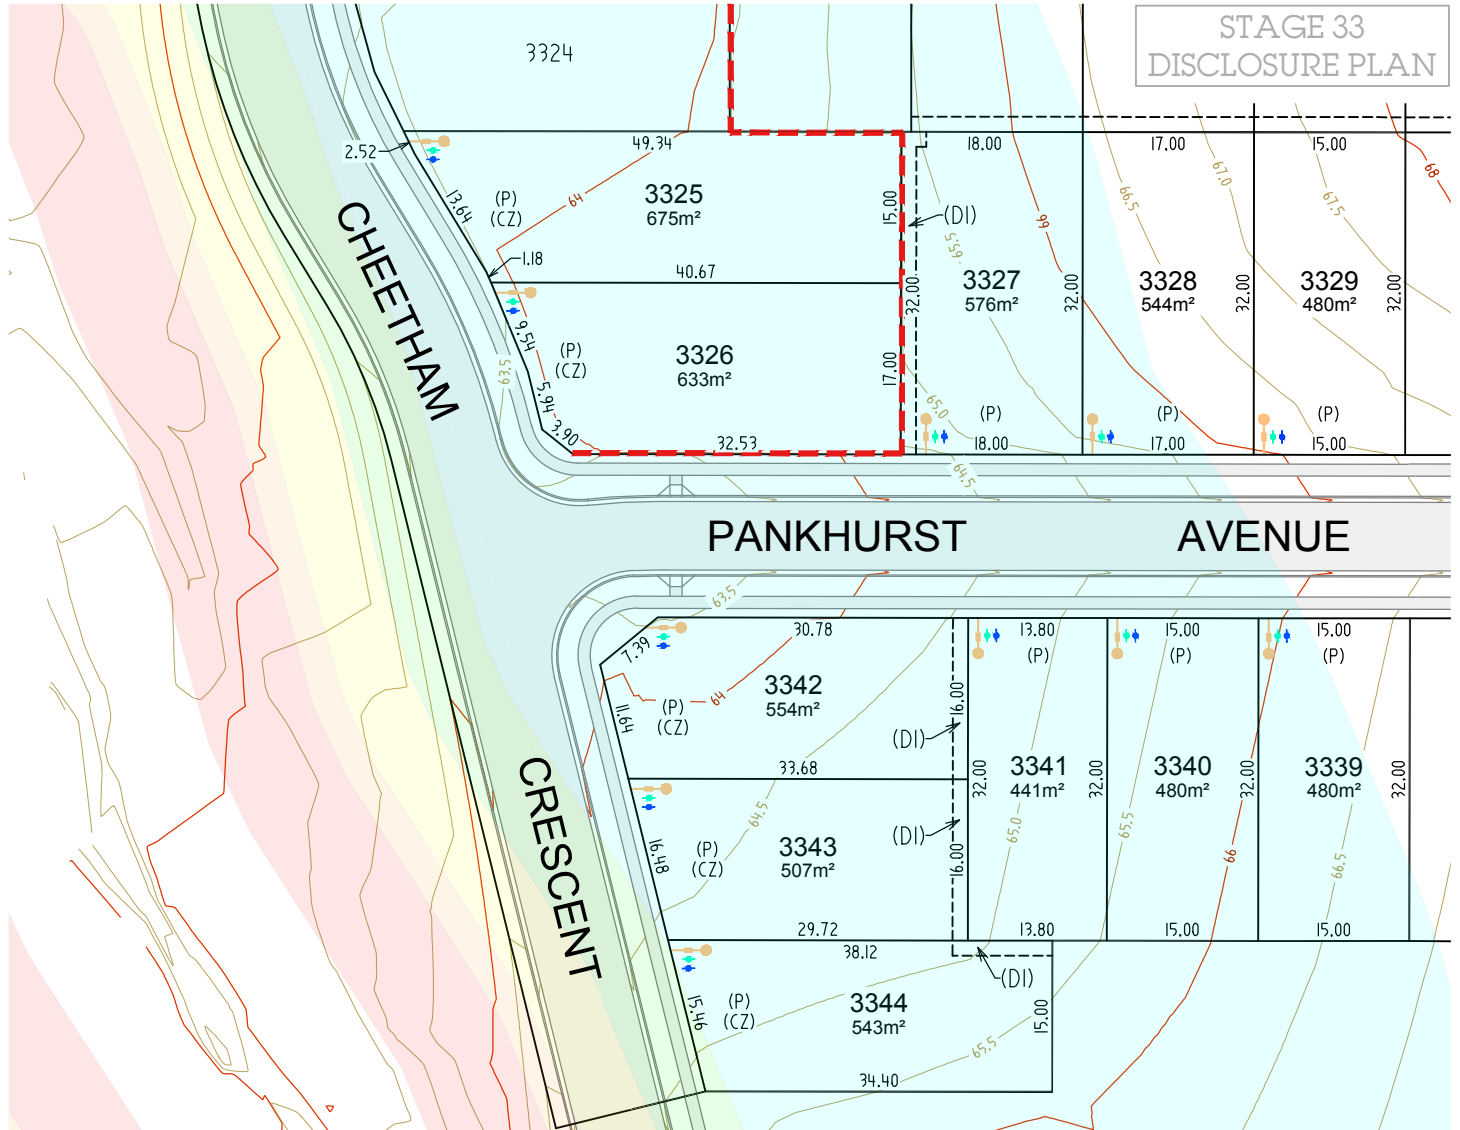 STAGE 33
DISCLOSURE PLAN
3324
2.52
49.34
18.00
17.00
15.00
68
13.64
(P)
(CZ)
64
3325
675m²
15.00
(DI)
65.5
66
66.5
67.0
67.5
1.18
40.67
3327
576m²
32.00
32.00
3328
544m²
32.00
3329
480m²
32.00
CHEETHAM
63.5
9.54
(P)
(CZ)
3326
633m²
17.00
5.94
3.90
32.53
65.0
(P)
18.00
(P)
17.00
(P)
15.00
64.5
PANKHURST AVENUE
63.5
7.39
30.78
13.80
(P)
15.00
(P)
15.00
(P)
11.64
(P)
(CZ)
64
3342
554m²
16.00
(DI)
33.68
32.00
3341
441m²
32.00
3340
480m²
32.00
3339
480m²
32.00
CRESCENT
64.5
16.48
(P)
(CZ)
3343
507m²
(DI)
16.00
65.0
65.5
66
66.5
29.72
13.80
15.00
15.00
38.12
(DI)
15.46
(P)
(CZ)
3344
543m²
15.00
65.5
34.40